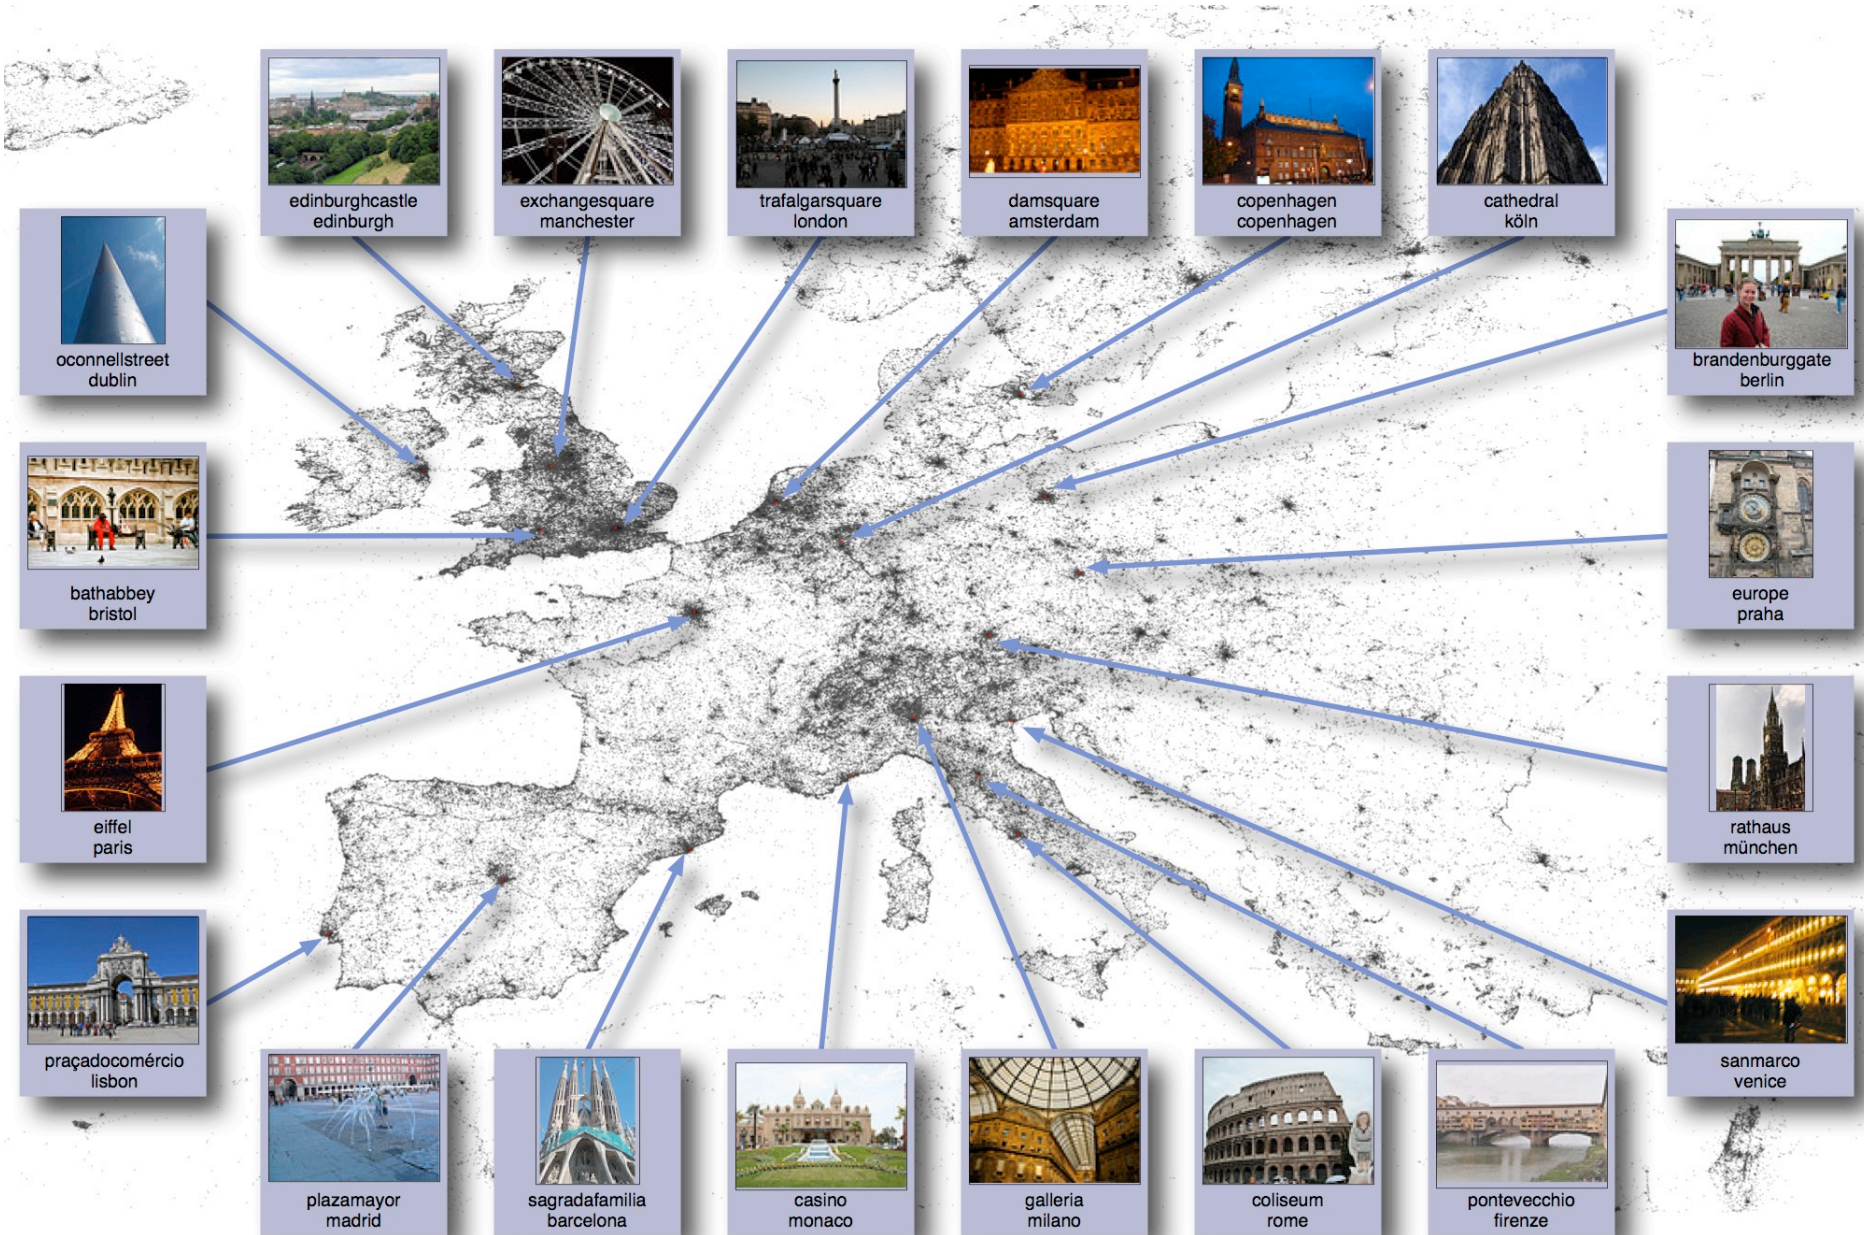 edinburghcastle
edinburgh
exchangesquare
manchester
trafalgarsquare
london
damsquare
amsterdam
copenhagen
copenhagen
cathedral
köln
oconnellstreet
dublin
brandenburggate
berlin
bathabbey
bristol
europe
praha
eiffel
paris
rathaus
münchen
praçadocomércio
lisbon
sanmarco
venice
plazamayor
madrid
sagradafamilia
barcelona
casino
monaco
galleria
milano
coliseum
rome
pontevecchio
firenze